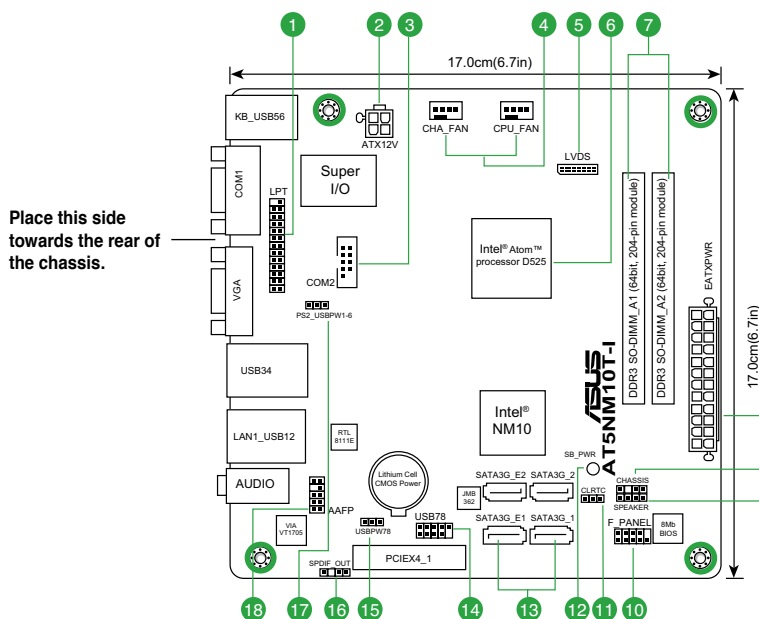 1 2 3 4 5 6 7
17.0cm(6.7in)
KB_USB56
ATX12V
CHA_FAN
CPU_FAN
LVDS
COM1
LPT
Super
I/O
Place this side
towards the rear of
the chassis.
VGA
COM2
PS2_USBPW1-6
Intel® Atom™
processor D525
DDR3 SO-DIMM_A1 (64bit, 204-pin module)
DDR3 SO-DIMM_A2 (64bit, 204-pin module)
EATXPWR
17.0cm(6.7in)
USB34
ASUS
AT5NM10T-I
Intel®
NM10
LAN1_USB12
RTL
8111E
Lithium Cell
CMOS Power
SB_PWR
AUDIO
AAFP
SATA3G_E2
SATA3G_2
JMB
362
CLRTC
CHASSIS
SPEAKER
VIA
VT1705
USBPW78
USB78
SATA3G_E1
SATA3G_1
F_PANEL
8Mb
BIOS
SPDIF_OUT
PCIEX4_1
18 17 16 15 14 13 12 11 10